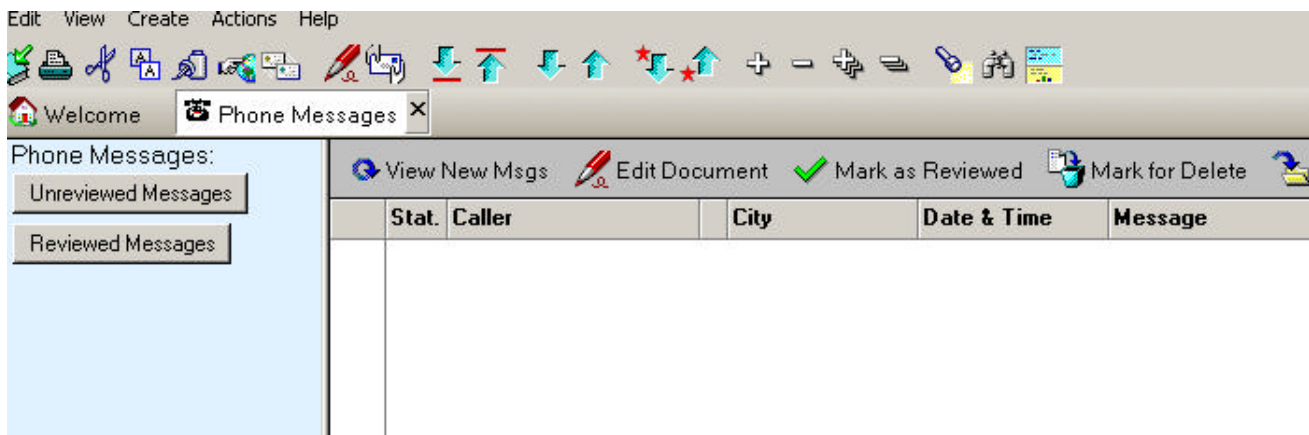 Edit View Create Actions Help
Welcome Phone Messages
Phone Messages:
View New Msgs Edit Document Mark as Reviewed Mark for Delete
Unreviewed Messages
Stat. Caller City Date & Time Message
Reviewed Messages